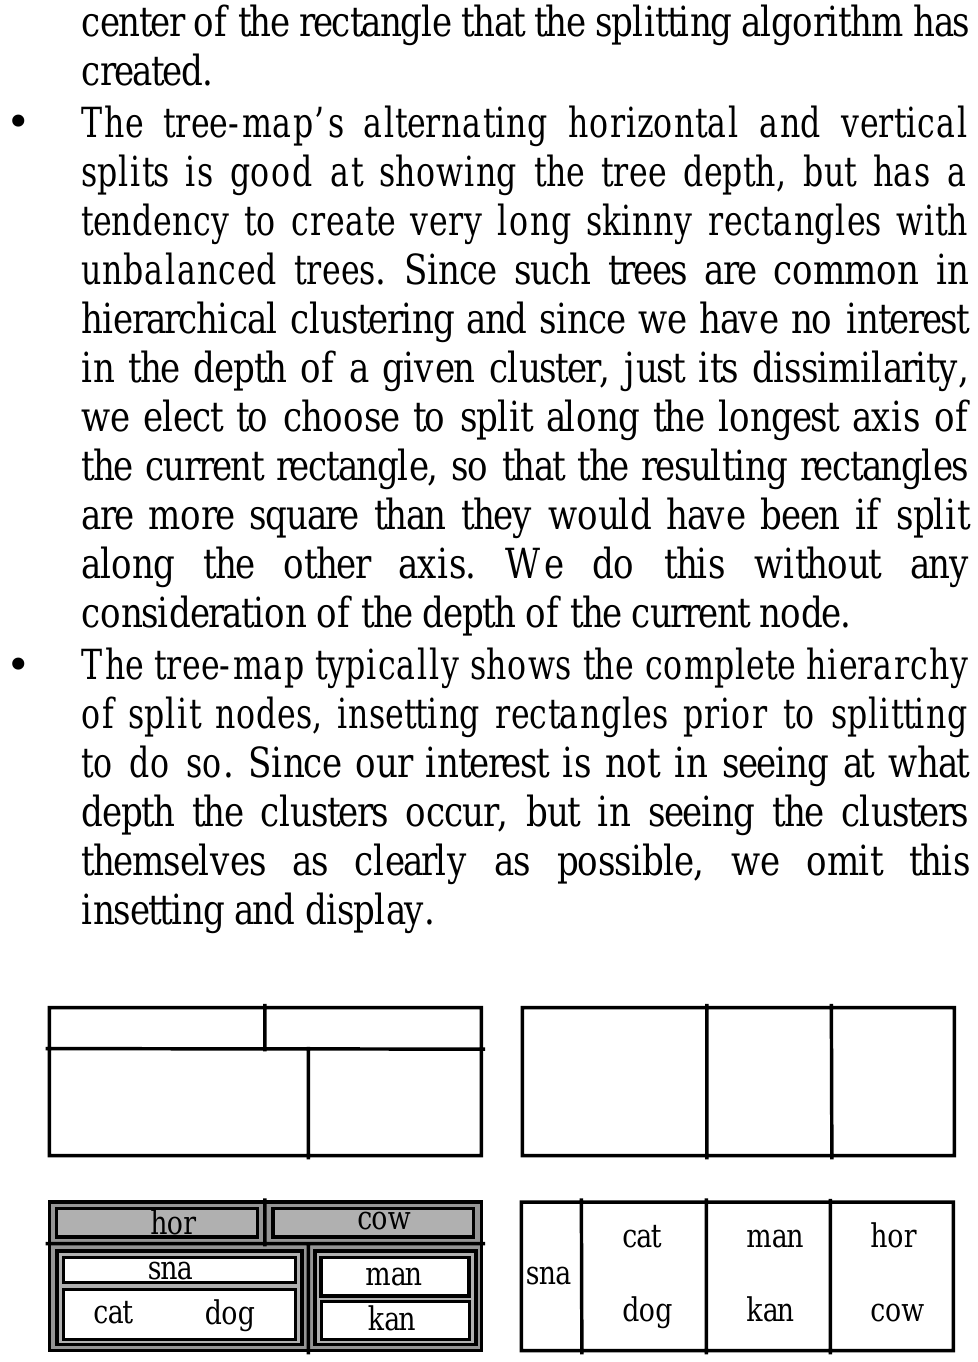 center of the rectangle that the splitting algorithm has
created.
• The tree-map’s alternating horizontal and vertical
splits is good at showing the tree depth, but has a
tendency to create very long skinny rectangles with
unbalanced trees. Since such trees are common in
hierarchical clustering and since we have no interest
in the depth of a given cluster, just its dissimilarity,
we elect to choose to split along the longest axis of
the current rectangle, so that the resulting rectangles
are more square than they would have been if split
along the other axis. We do this without any
consideration of the depth of the current node.
• The tree-map typically shows the complete hierarchy
of split nodes, insetting rectangles prior to splitting
to do so. Since our interest is not in seeing at what
depth the clusters occur, but in seeing the clusters
themselves as clearly as possible, we omit this
insetting and display.
hor cow
sna man
cat dog kan
cat man hor
sna
dog kan cow